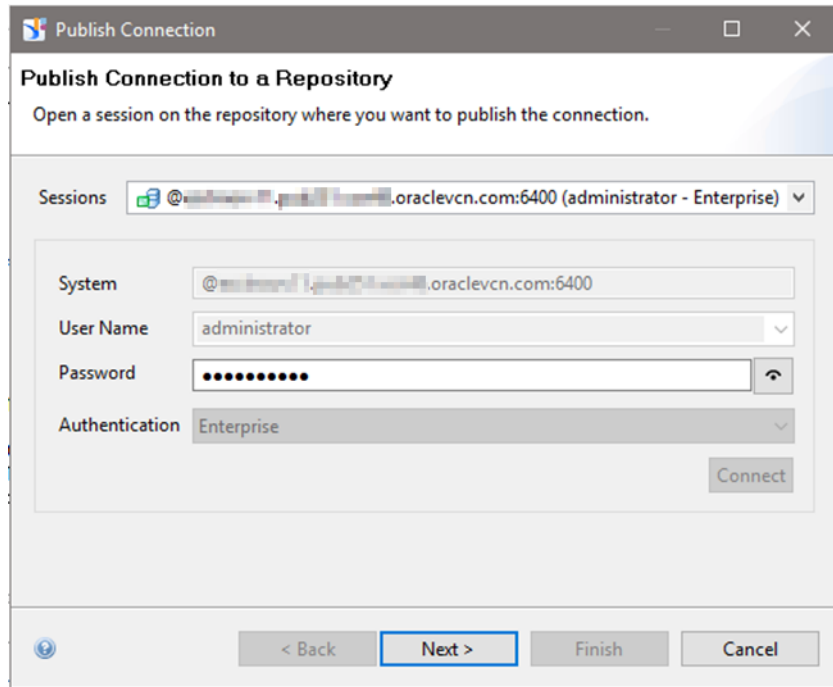 Publish Connection
Publish Connection to a Repository
Open a session on the repository where you want to publish the connection.
Sessions @ .oraclevcn.com:6400 (administrator - Enterprise)
System @ .oraclevcn.com:6400
User Name administrator
Password ●●●●●●●●●●
Authentication Enterprise
Connect
< Back Next > Finish Cancel